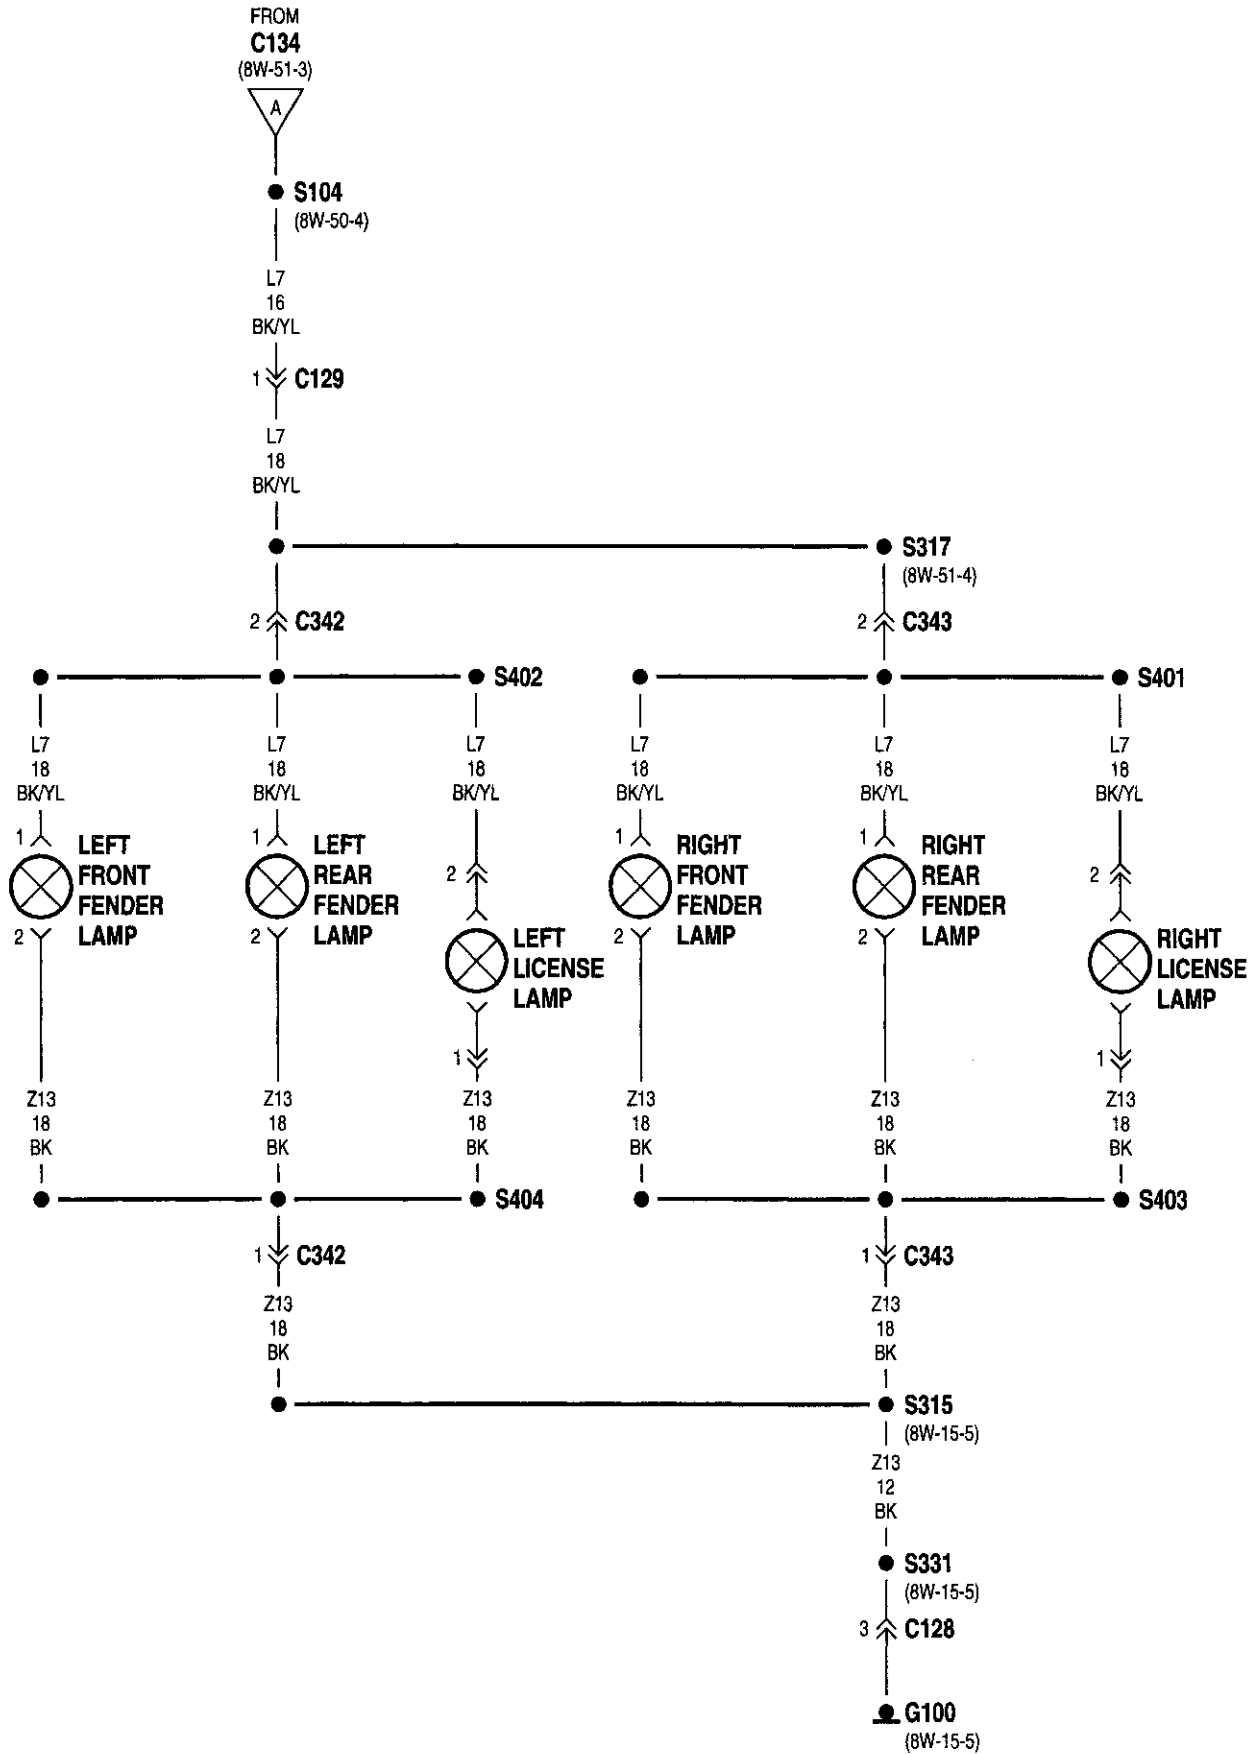 FROM
C134
(8W-51-3)
A
S104
(8W-50-4)
L7
16
BK/YL
1 C129
L7
18
BK/YL
S317
(8W-51-4)
2 C342
2 C343
S402
S401
L7 L7 L7 L7 L7 L7
18 18 18 18 18 18
BK/YL BK/YL BK/YL BK/YL BK/YL BK/YL
1 LEFT
FRONT
FENDER
LAMP
2
1 LEFT
REAR
FENDER
LAMP
2
2
LEFT
LICENSE
LAMP
1
1 RIGHT
FRONT
FENDER
LAMP
2
1 RIGHT
REAR
FENDER
LAMP
2
2
RIGHT
LICENSE
LAMP
1
Z13 Z13 Z13 Z13 Z13 Z13
18 18 18 18 18 18
BK BK BK BK BK BK
S404
S403
1 C342
1 C343
Z13 Z13
18 18
BK BK
S315
(8W-15-5)
Z13
12
BK
S331
(8W-15-5)
3 C128
G100
(8W-15-5)